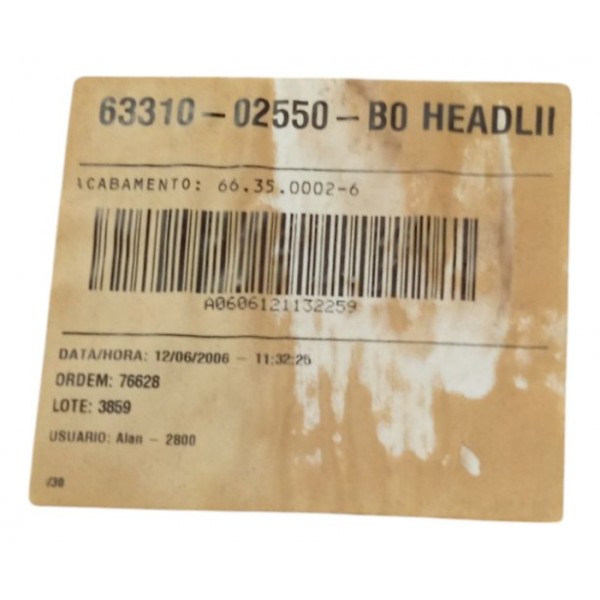 63310-02550-B0 HEADLII
ACABAMENTO: 66.35.0002-6
A0606121132259
DATA/HORA: 12/06/2006 - 11:32:26
ORDEM: 76628
LOTE: 3859
USUARIO: Alan - 2800